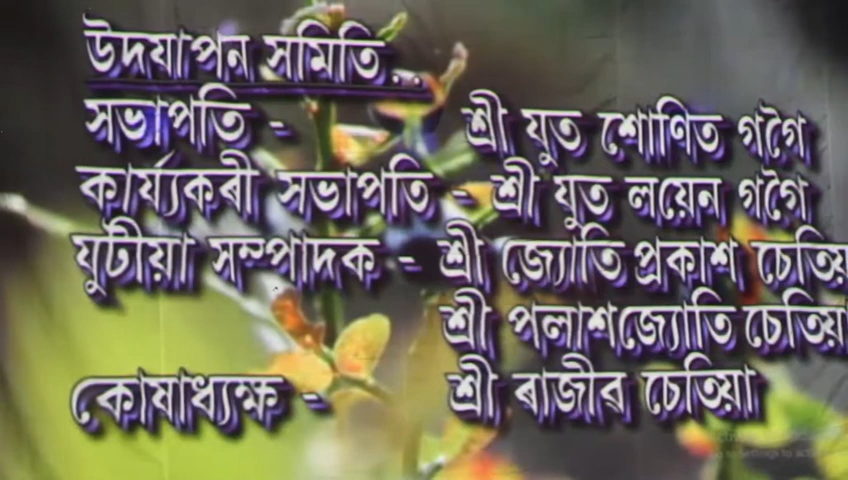 উদযাপন সমিতি...
সভাপতি - শ্ৰী যুত শোণিত গগৈ
কাৰ্য্যকৰী সভাপতি - শ্ৰী যুত লয়েন গগৈ
যুটীয়া সম্পাদক - শ্ৰী জ্যোতি প্ৰকাশ চেতিয়
শ্ৰী পলাশজ্যোতি চেতিয়া
কোষাধ্যক্ষ - শ্ৰী ৰাজীৱ চেতিয়া